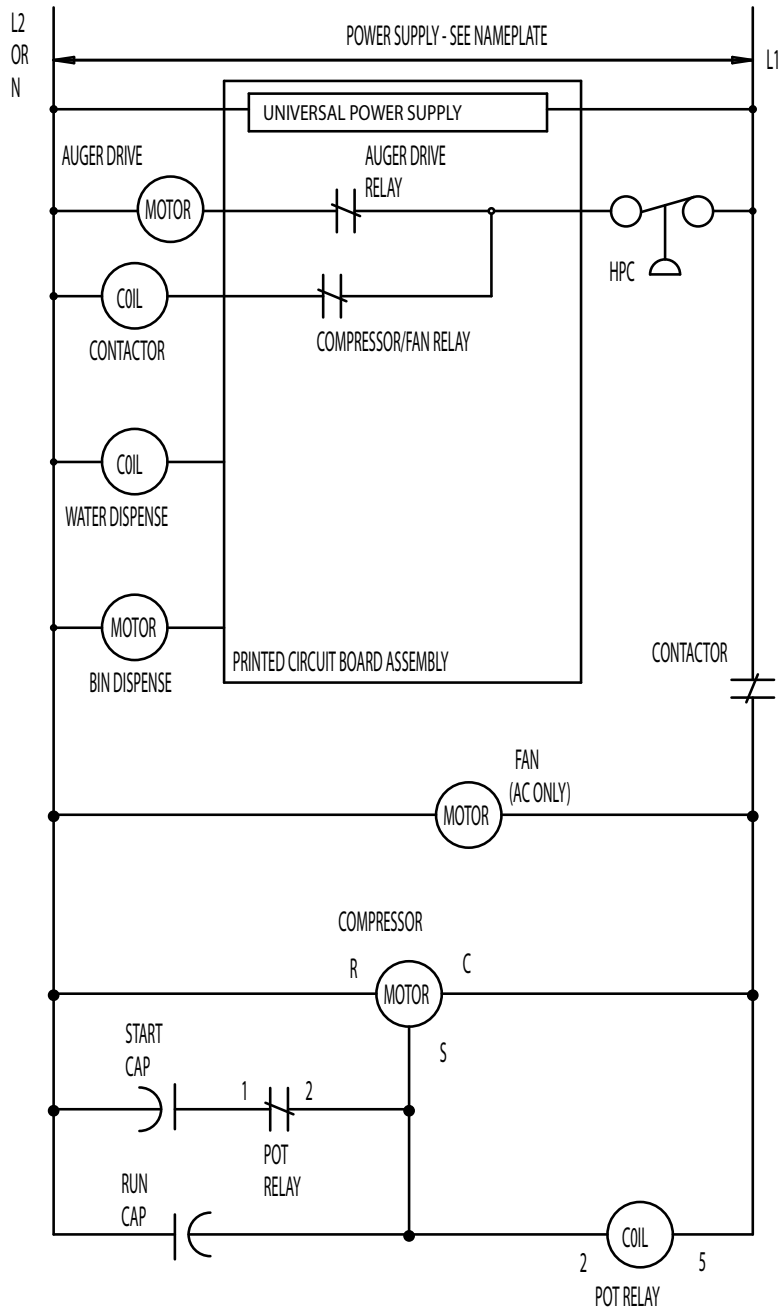 L2
OR
N
POWER SUPPLY - SEE NAMEPLATE
L1
UNIVERSAL POWER SUPPLY
AUGER DRIVE
AUGER DRIVE
RELAY
MOTOR
HPC
COIL
CONTACTOR
COMPRESSOR/FAN RELAY
COIL
WATER DISPENSE
MOTOR
BIN DISPENSE
PRINTED CIRCUIT BOARD ASSEMBLY
CONTACTOR
FAN
(AC ONLY)
MOTOR
COMPRESSOR
R
C
MOTOR
S
START
CAP
1
2
POT
RELAY
RUN
CAP
2
COIL
5
POT RELAY